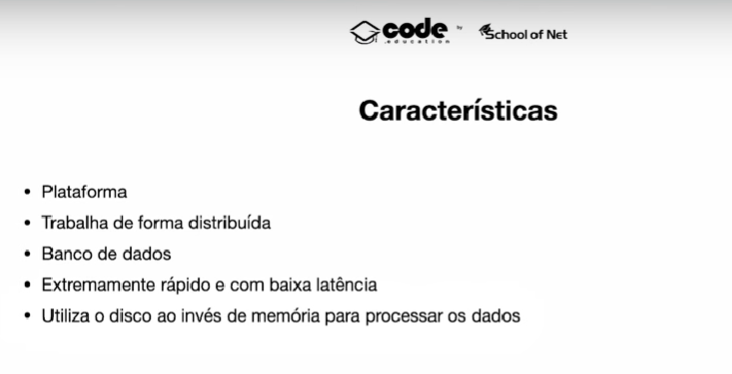 code
.education
by
School of Net
Características
• Plataforma
• Trabalha de forma distribuída
• Banco de dados
• Extremamente rápido e com baixa latência
• Utiliza o disco ao invés de memória para processar os dados